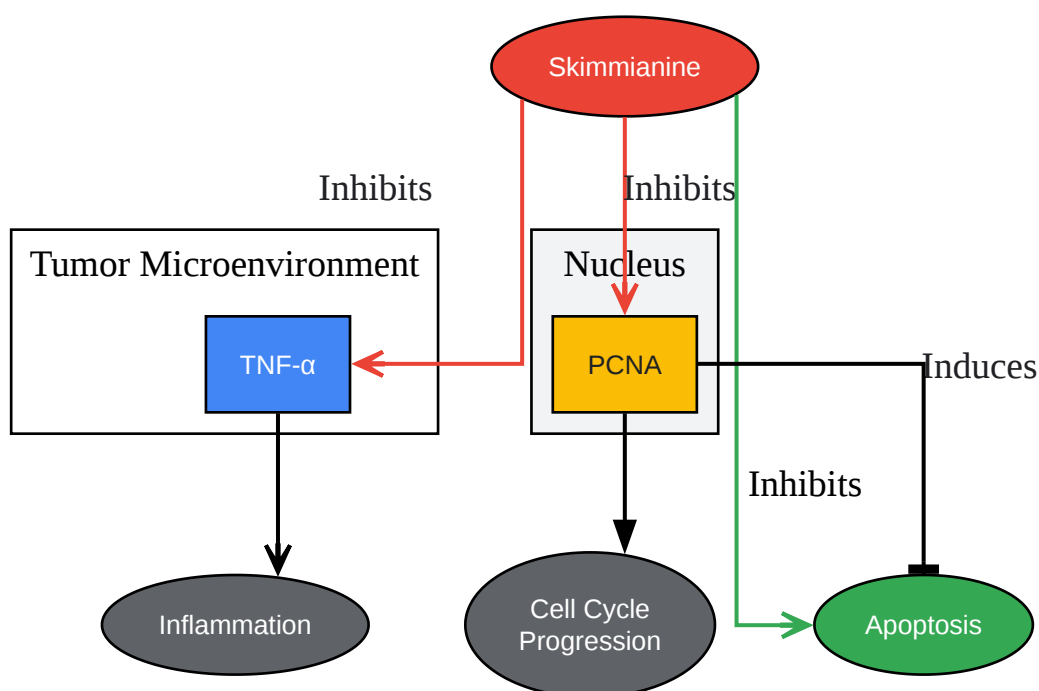 Skimmianine
Inhibits
Inhibits
Tumor Microenvironment
Nucleus
TNF-α
PCNA
Induces
Inhibits
Inflammation
Cell Cycle
Progression
Apoptosis